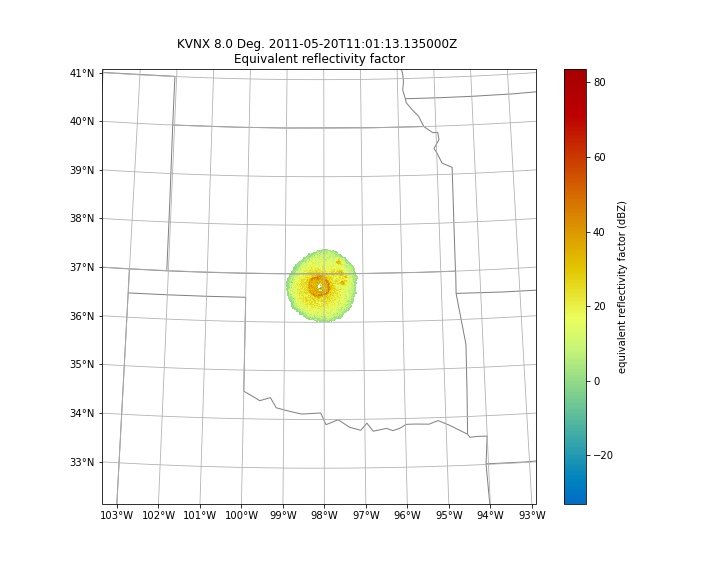 KVNX 8.0 Deg. 2011-05-20T11:01:13.135000Z
Equivalent reflectivity factor
41°N
40°N
39°N
38°N
37°N
36°N
35°N
34°N
33°N
103°W 102°W 101°W 100°W 99°W 98°W 97°W 96°W 95°W 94°W 93°W
80
60
40
20
0
−20
equivalent reflectivity factor (dBZ)